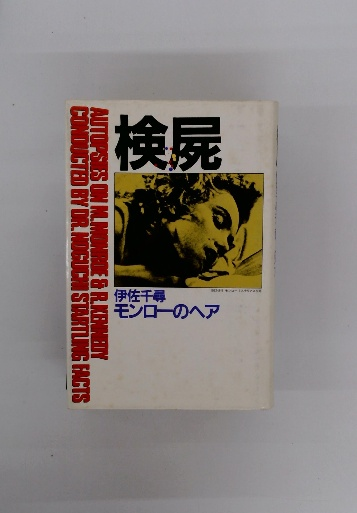 検屍
AUTOPSIES ON M. MONROE & R. KENNEDY
CONDUCTED BY DR. NOGUCHI STARTLING FACTS
伊佐千尋
モンローのヘア